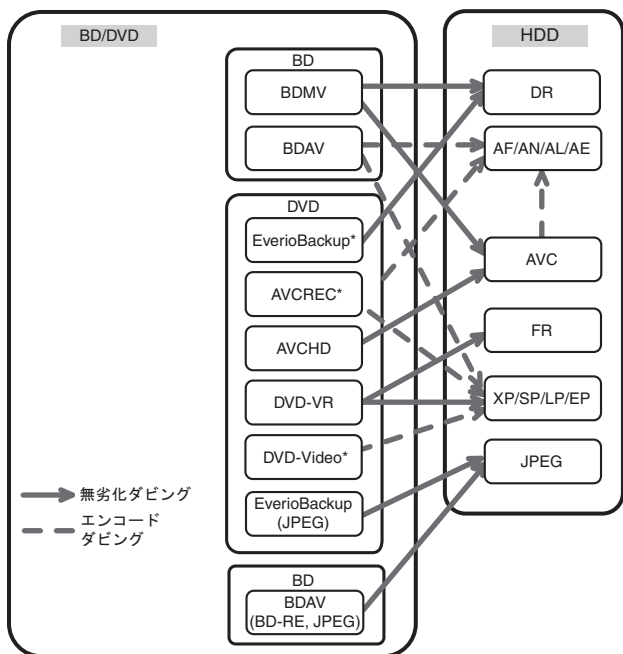 BD/DVD
BD
BDMV
BDAV
DVD
EverioBackup*
AVCREC*
AVCHD
DVD-VR
DVD-Video*
EverioBackup
(JPEG)
BD
BDAV
(BD-RE, JPEG)
無劣化ダビング
エンコード
ダビング
HDD
DR
AF/AN/AL/AE
AVC
FR
XP/SP/LP/EP
JPEG